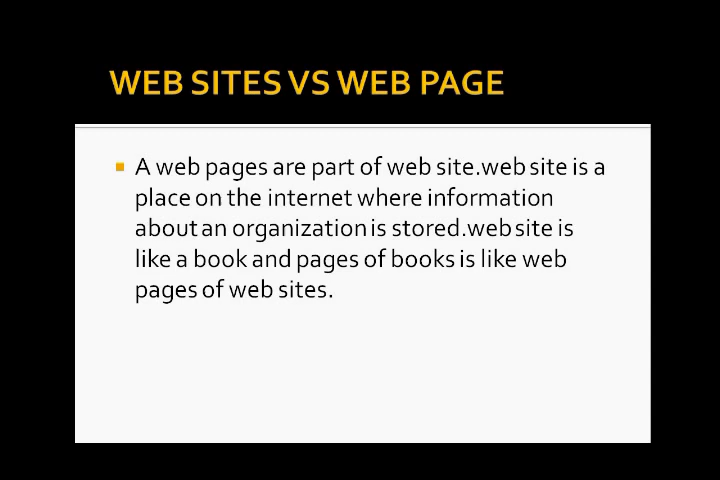 WEB SITES VS WEB PAGE
A web pages are part of web site.web site is a
place on the internet where information
about an organization is stored.web site is
like a book and pages of books is like web
pages of web sites.